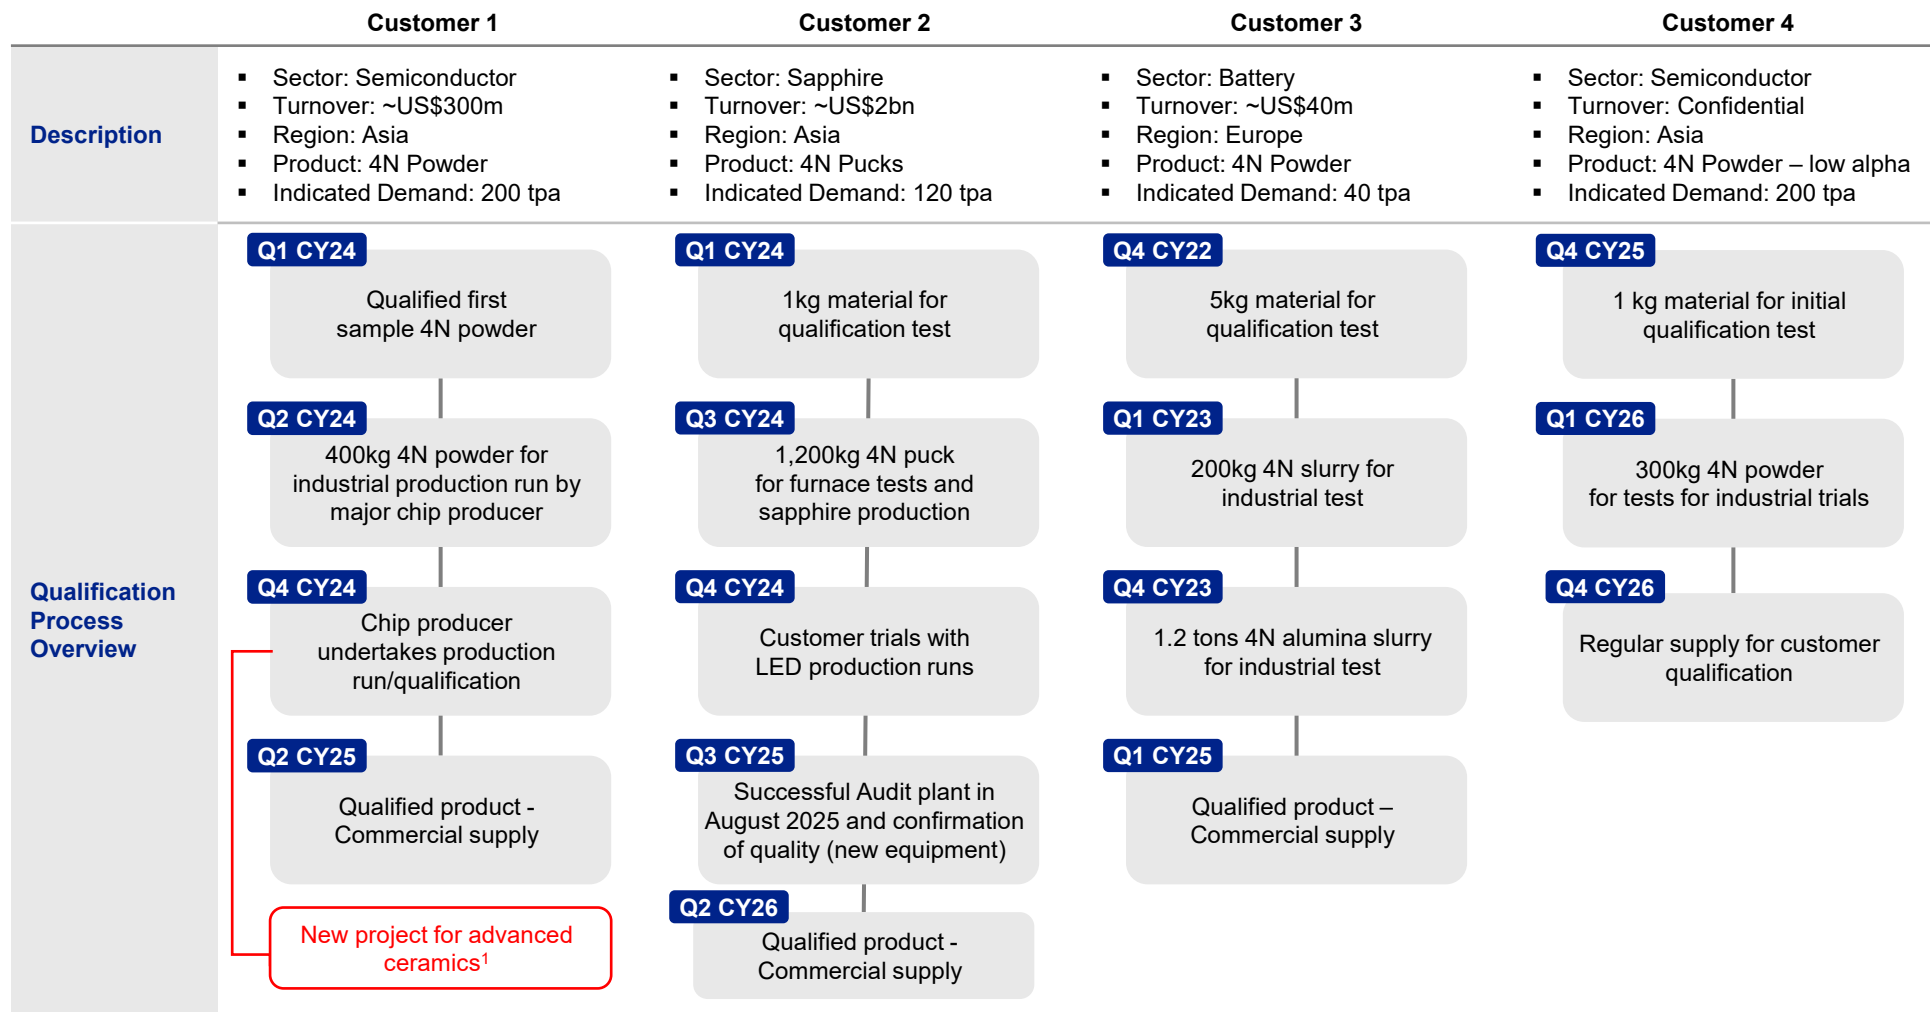 Customer 1
Customer 2
Customer 3
Customer 4
Description
▪ Sector: Semiconductor
▪ Turnover: ~US$300m
▪ Region: Asia
▪ Product: 4N Powder
▪ Indicated Demand: 200 tpa
▪ Sector: Sapphire
▪ Turnover: ~US$2bn
▪ Region: Asia
▪ Product: 4N Pucks
▪ Indicated Demand: 120 tpa
▪ Sector: Battery
▪ Turnover: ~US$40m
▪ Region: Europe
▪ Product: 4N Powder
▪ Indicated Demand: 40 tpa
▪ Sector: Semiconductor
▪ Turnover: Confidential
▪ Region: Asia
▪ Product: 4N Powder – low alpha
▪ Indicated Demand: 200 tpa
Qualification
Process
Overview
Q1 CY24
Qualified first
sample 4N powder
Q2 CY24
400kg 4N powder for
industrial production run by
major chip producer
Q4 CY24
Chip producer
undertakes production
run/qualification
Q2 CY25
Qualified product -
Commercial supply
New project for advanced
ceramics¹
Q1 CY24
1kg material for
qualification test
Q3 CY24
1,200kg 4N puck
for furnace tests and
sapphire production
Q4 CY24
Customer trials with
LED production runs
Q3 CY25
Successful Audit plant in
August 2025 and confirmation
of quality (new equipment)
Q2 CY26
Qualified product -
Commercial supply
Q4 CY22
5kg material for
qualification test
Q1 CY23
200kg 4N slurry for
industrial test
Q4 CY23
1.2 tons 4N alumina slurry
for industrial test
Q1 CY25
Qualified product –
Commercial supply
Q4 CY25
1 kg material for initial
qualification test
Q1 CY26
300kg 4N powder
for tests for industrial trials
Q4 CY26
Regular supply for customer
qualification